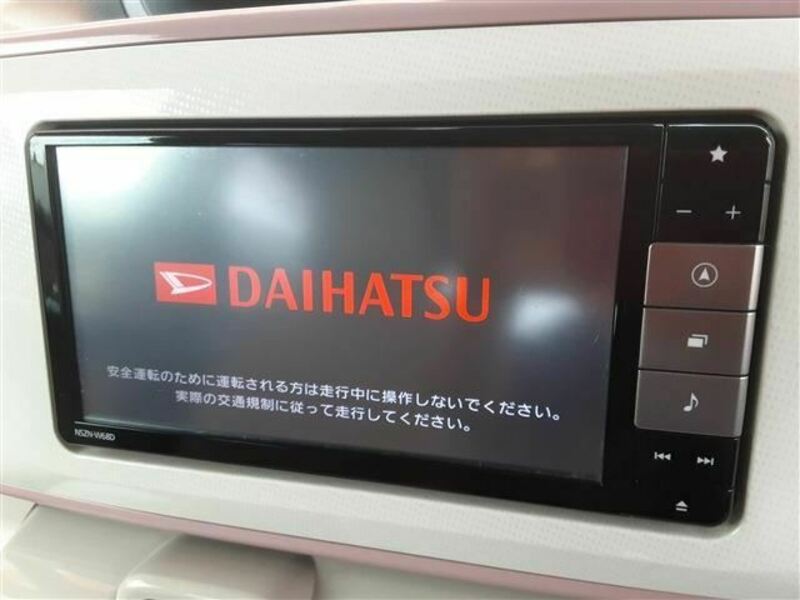 DAIHATSU
安全運転のために運転される方は走行中に操作しないでください。
実際の交通規制に従って走行してください。
NSZN-W68D